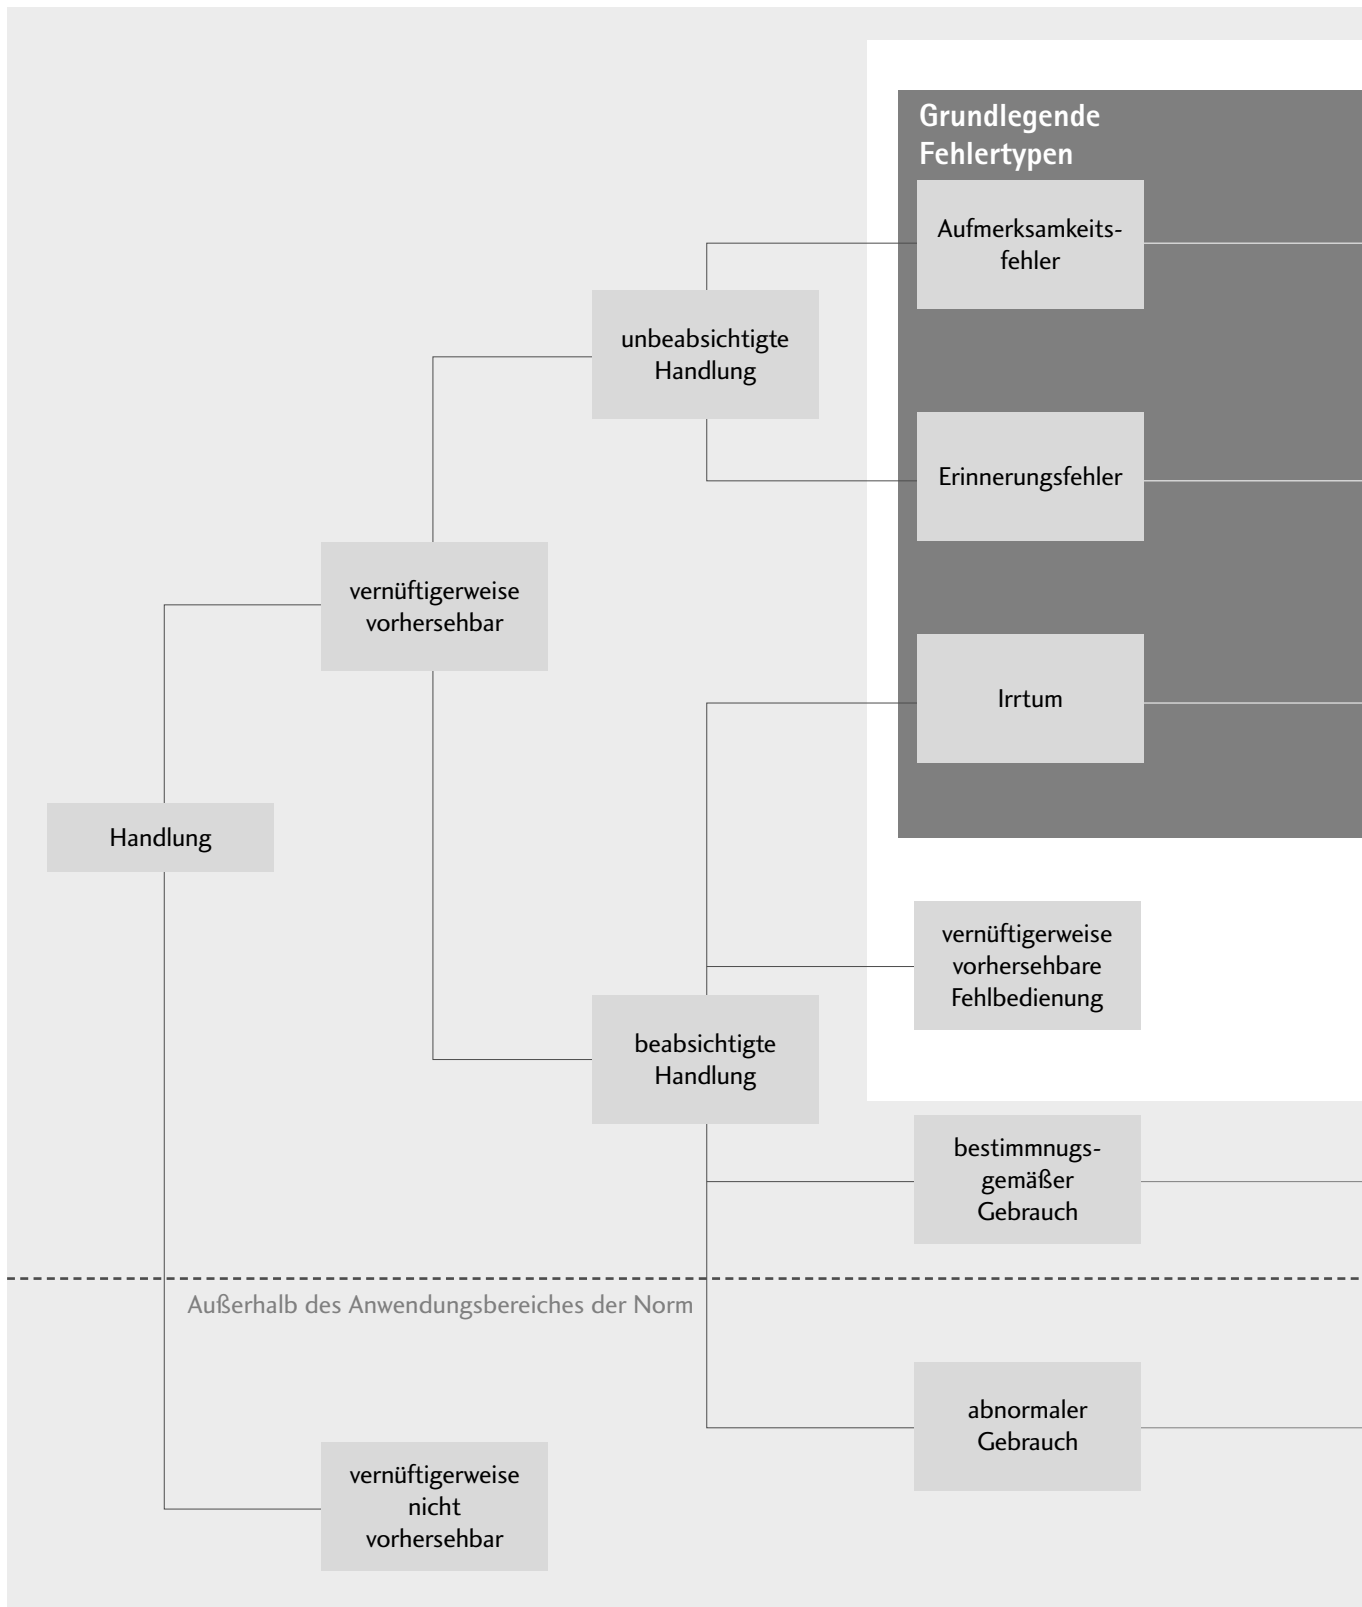 Grundlegende
Fehlertypen
Aufmerksamkeits-
fehler
unbeabsichtigte
Handlung
Erinnerungsfehler
vernüftigerweise
vorhersehbar
Irrtum
Handlung
vernüftigerweise
vorhersehbare
Fehlbedienung
beabsichtigte
Handlung
bestimmnugs-
gemäßer
Gebrauch
Außerhalb des Anwendungsbereiches der Norm
abnormaler
Gebrauch
vernüftigerweise
nicht
vorhersehbar